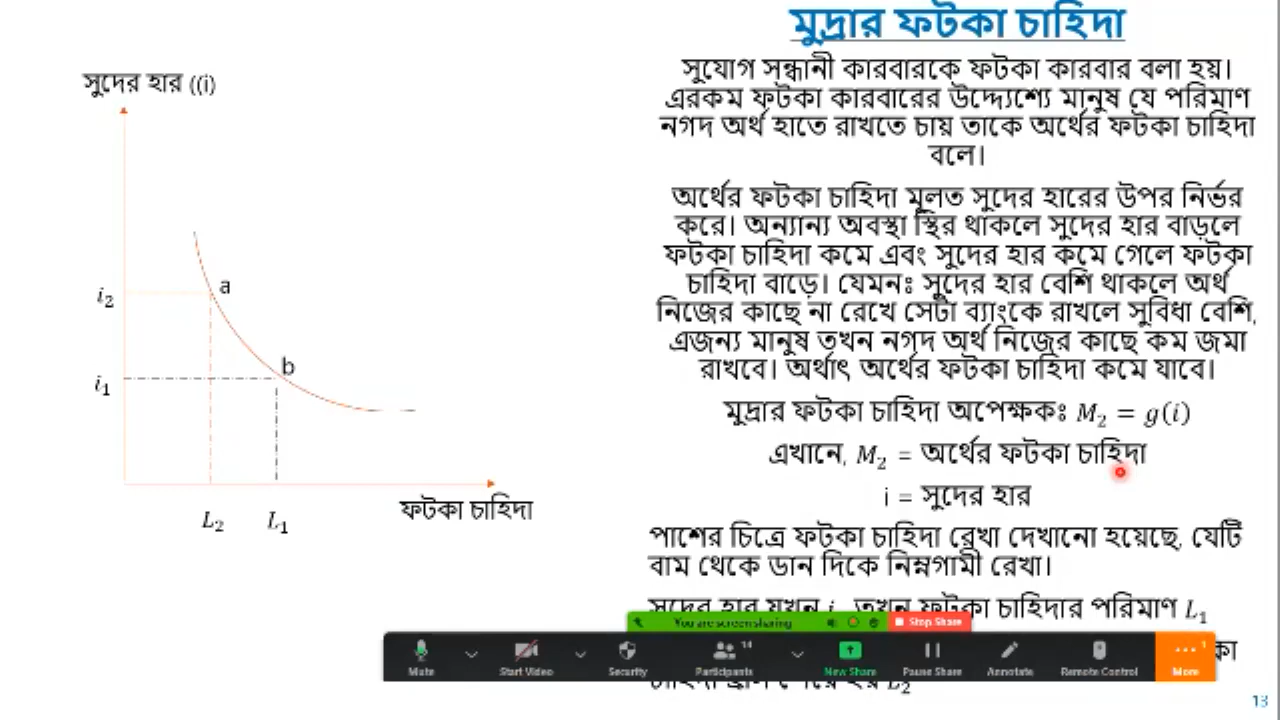 মুদ্রার ফটকা চাহিদা
সুযোগ সন্ধানী কারবারকে ফটকা কারবার বলা হয়।
এরকম ফটকা কারবারের উদ্দ্যেশ্যে মানুষ যে পরিমাণ
নগদ অর্থ হাতে রাখতে চায় তাকে অর্থের ফটকা চাহিদা
বলে।
অর্থের ফটকা চাহিদা মূলত সুদের হারের উপর নির্ভর
করে। অন্যান্য অবস্থা স্থির থাকলে সুদের হার বাড়লে
ফটকা চাহিদা কমে এবং সুদের হার কমে গেলে ফটকা
চাহিদা বাড়ে। যেমনঃ সুদের হার বেশি থাকলে অর্থ
নিজের কাছে না রেখে সেটা ব্যাংকে রাখলে সুবিধা বেশি,
এজন্য মানুষ তখন নগদ অর্থ নিজের কাছে কম জমা
রাখবে। অর্থাৎ অর্থের ফটকা চাহিদা কমে যাবে।
মুদ্রার ফটকা চাহিদা অপেক্ষকঃ M₂ = g(i)
এখানে, M₂ = অর্থের ফটকা চাহিদা
i = সুদের হার
পাশের চিত্রে ফটকা চাহিদা রেখা দেখানো হয়েছে, যেটি
বাম থেকে ডান দিকে নিম্নগামী রেখা।
সুদের হার যখন তখন ফটকা চাহিদার পরিমাণ L₁
L₂
সুদের হার ((i)
i₂
a
b
i₁
L₂ L₁
ফটকা চাহিদা
You are screen sharing Stop Share
Mute Start Video Security Participants 14 New Share Pause Share Annotate Remote Control More 1
13